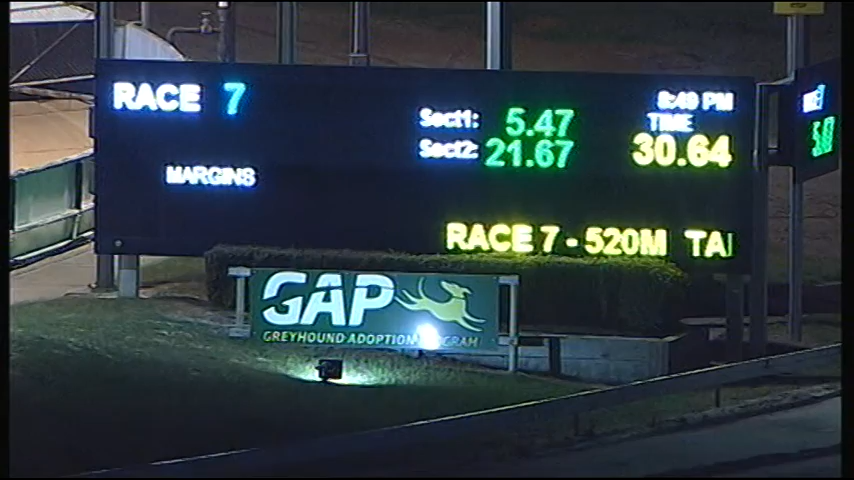 RACE 7
8:49 PM
Sect1: 5.47
TIME
Sect2: 21.67
30.64
MARGINS
RACE 7 - 520M TA
GAP
GREYHOUND ADOPTION